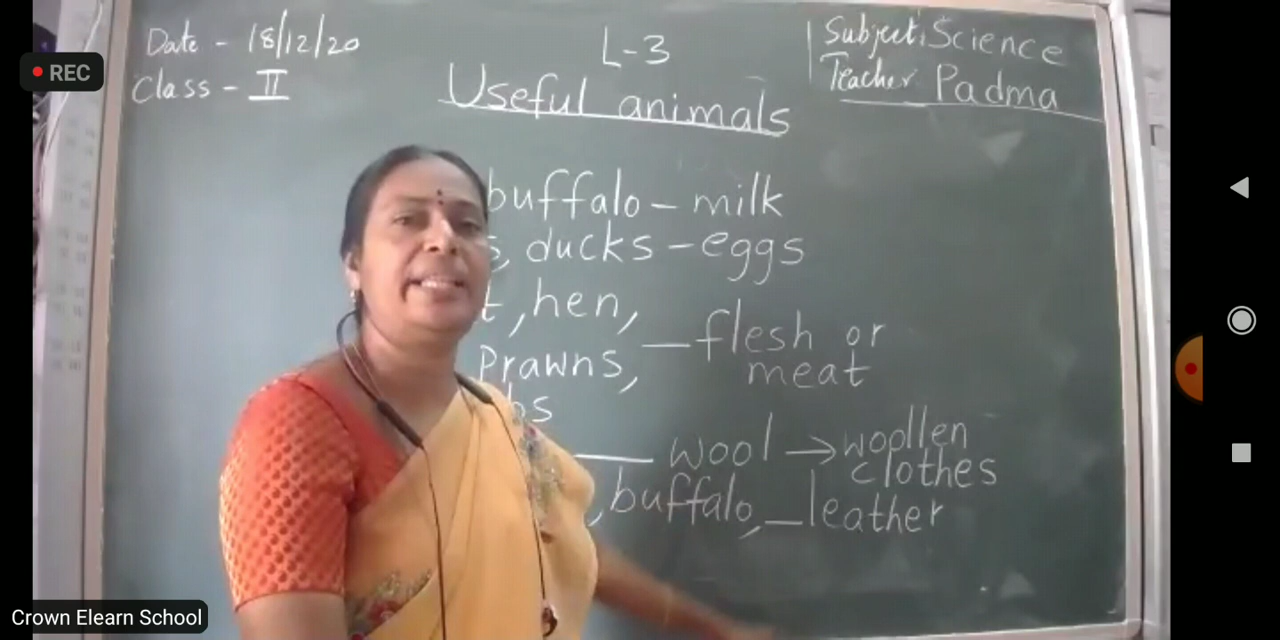 REC
Date - 18/12/20
Class - II
L-3
Useful animals
Subject: Science
Teacher Padma
buffalo - milk
ducks - eggs
hen,
Prawns, - flesh or
meat
wool → woollen
clothes
buffalo, - leather
Crown Elearn School